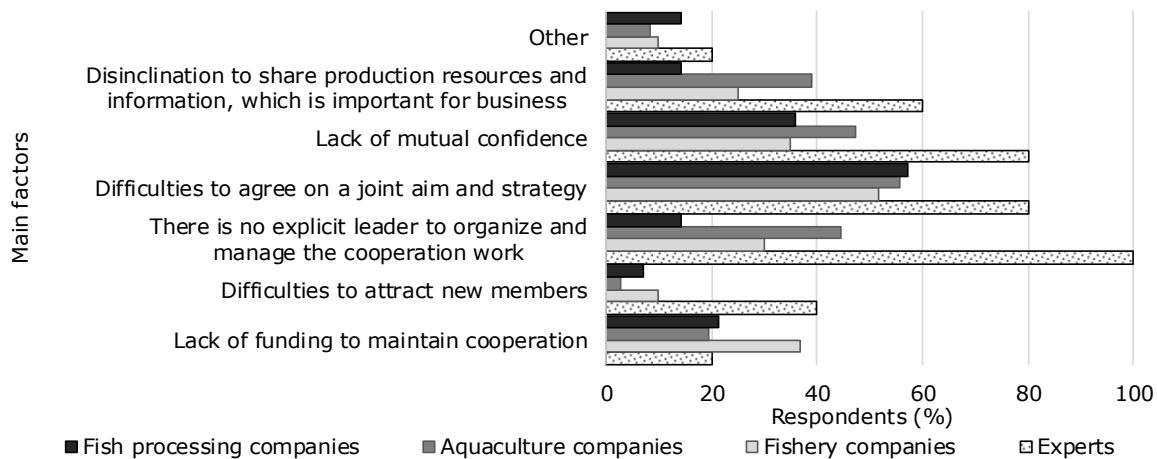 Main factors
Other
Disinclination to share production resources and
information, which is important for business
Lack of mutual confidence
Difficulties to agree on a joint aim and strategy
There is no explicit leader to organize and
manage the cooperation work
Difficulties to attract new members
Lack of funding to maintain cooperation
0 20 40 60 80 100
Respondents (%)
Fish processing companies Aquaculture companies Fishery companies Experts